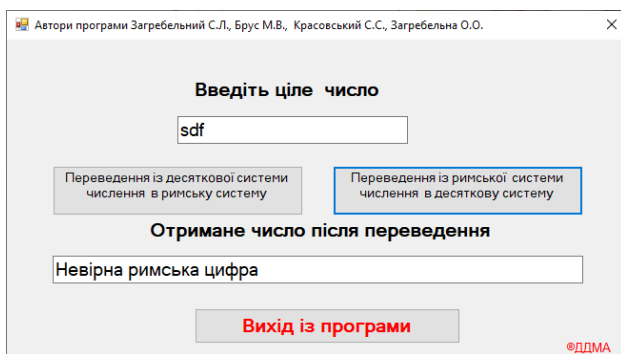 Автори програми Загребельний С.Л., Брус М.В., Красовський С.С., Загребельна О.О.
Введіть ціле число
sdf
Переведення із десяткової системи
числення в римську систему
Переведення із римської системи
числення в десяткову систему
Отримане число після переведення
Невірна римська цифра
Вихід із програми
®ДДМА